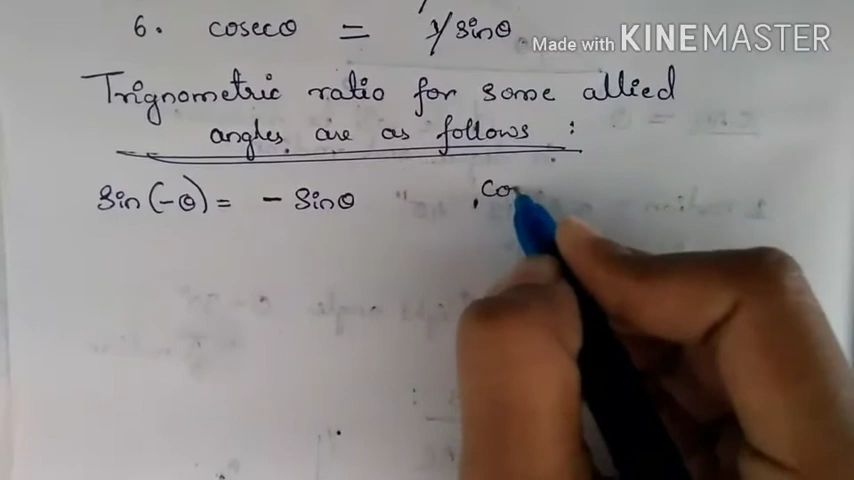 6. cosecθ = 1/sinθ
Made with KINEMASTER
Trignometric ratio for some allied
angles are as follows :
sin(-θ) = - sinθ , co